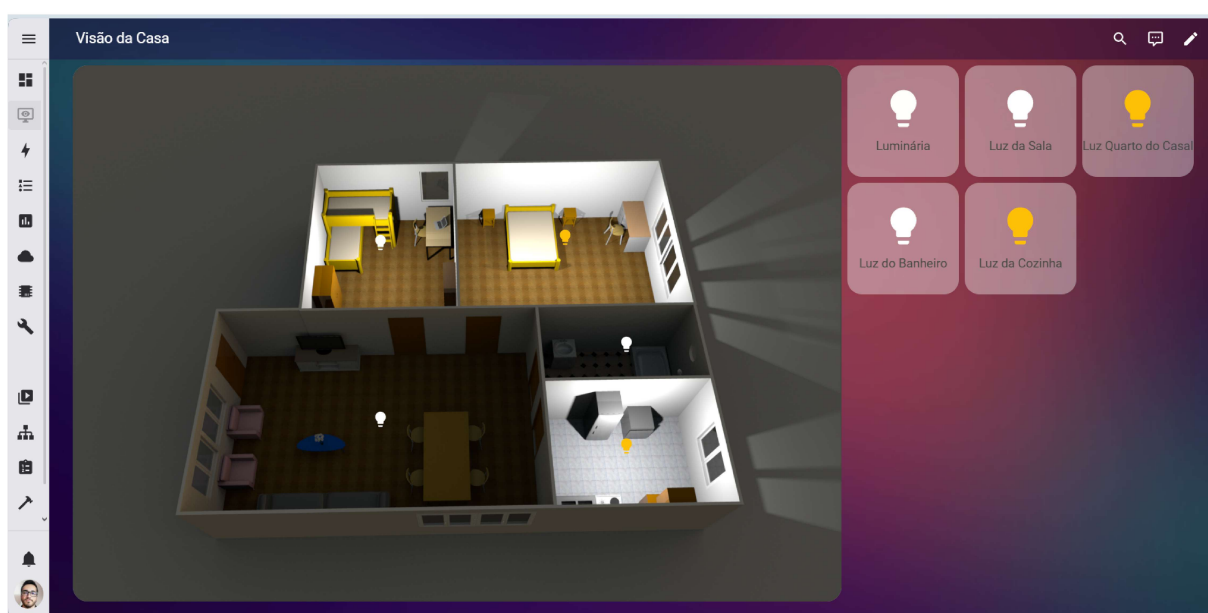 Visão da Casa
Luminária
Luz da Sala
Luz Quarto do Casal
Luz do Banheiro
Luz da Cozinha